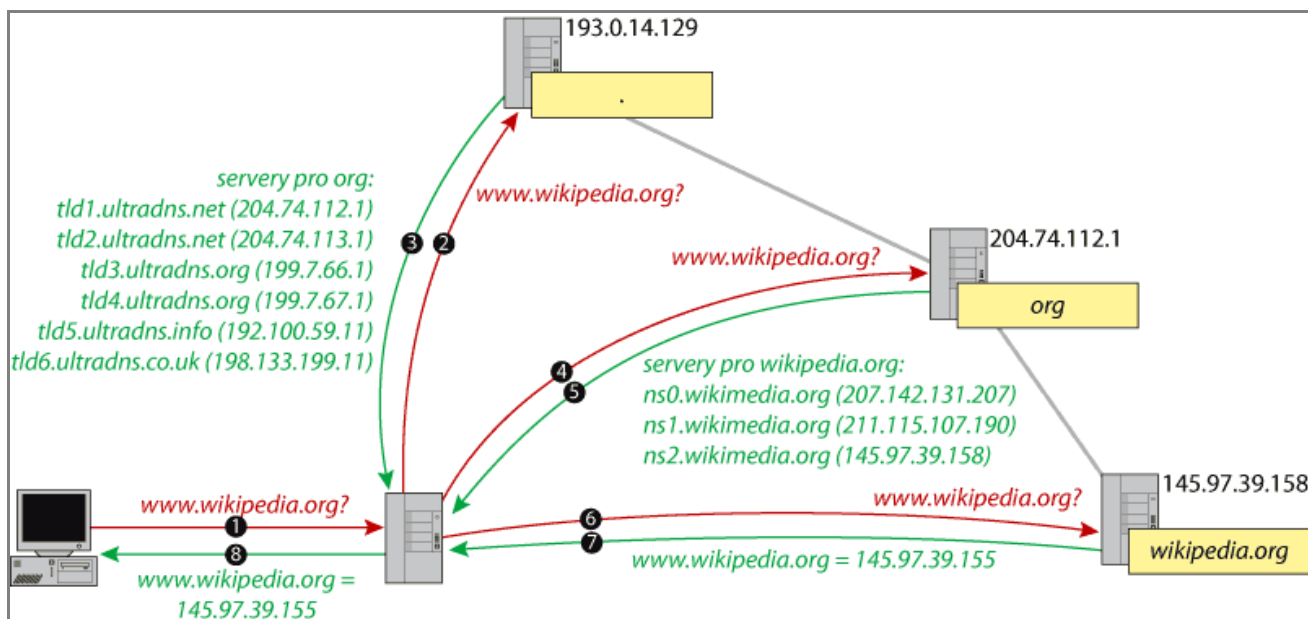 193.0.14.129
.
servery pro org:
tld1.ultradns.net (204.74.112.1)
tld2.ultradns.net (204.74.113.1)
tld3.ultradns.org (199.7.66.1)
tld4.ultradns.org (199.7.67.1)
tld5.ultradns.info (192.100.59.11)
tld6.ultradns.co.uk (198.133.199.11)
3
2
www.wikipedia.org?
204.74.112.1
www.wikipedia.org?
org
4
5
servery pro wikipedia.org:
ns0.wikimedia.org (207.142.131.207)
ns1.wikimedia.org (211.115.107.190)
ns2.wikimedia.org (145.97.39.158)
145.97.39.158
www.wikipedia.org?
1
8
www.wikipedia.org =
145.97.39.155
www.wikipedia.org?
6
7
www.wikipedia.org = 145.97.39.155
wikipedia.org